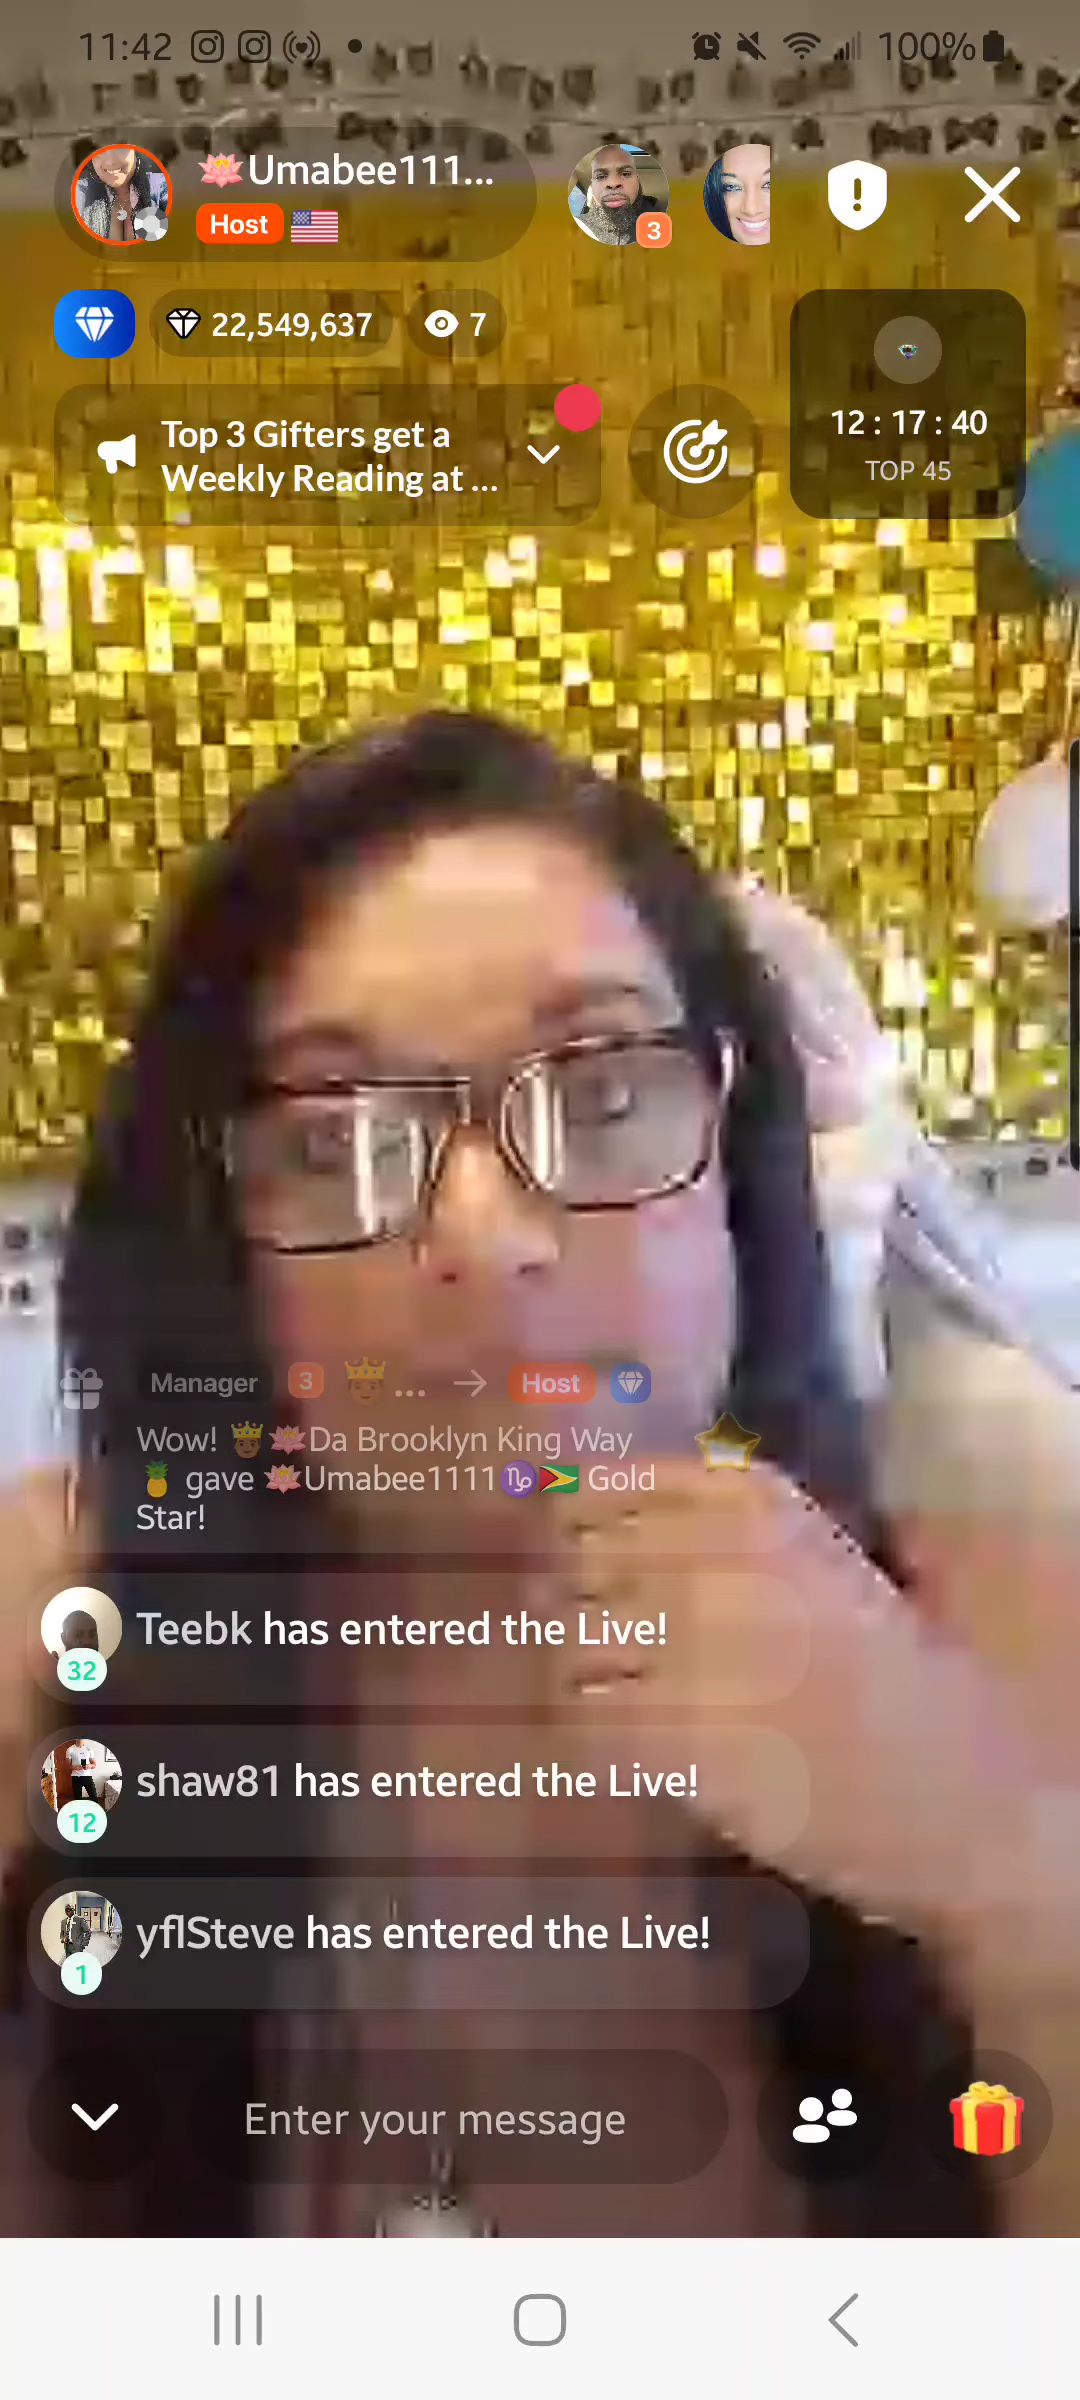 11:42
100%
🪷Umabee111...
Host
3
22,549,637
7
Top 3 Gifters get a
Weekly Reading at ...
12 : 17 : 40
TOP 45
Manager 3 🤴🏾... → Host
Wow! 🤴🏾🪷Da Brooklyn King Way
🍍 gave 🪷Umabee1111♑🇬🇾 Gold
Star!
Teebk has entered the Live!
32
shaw81 has entered the Live!
12
yflSteve has entered the Live!
1
Enter your message